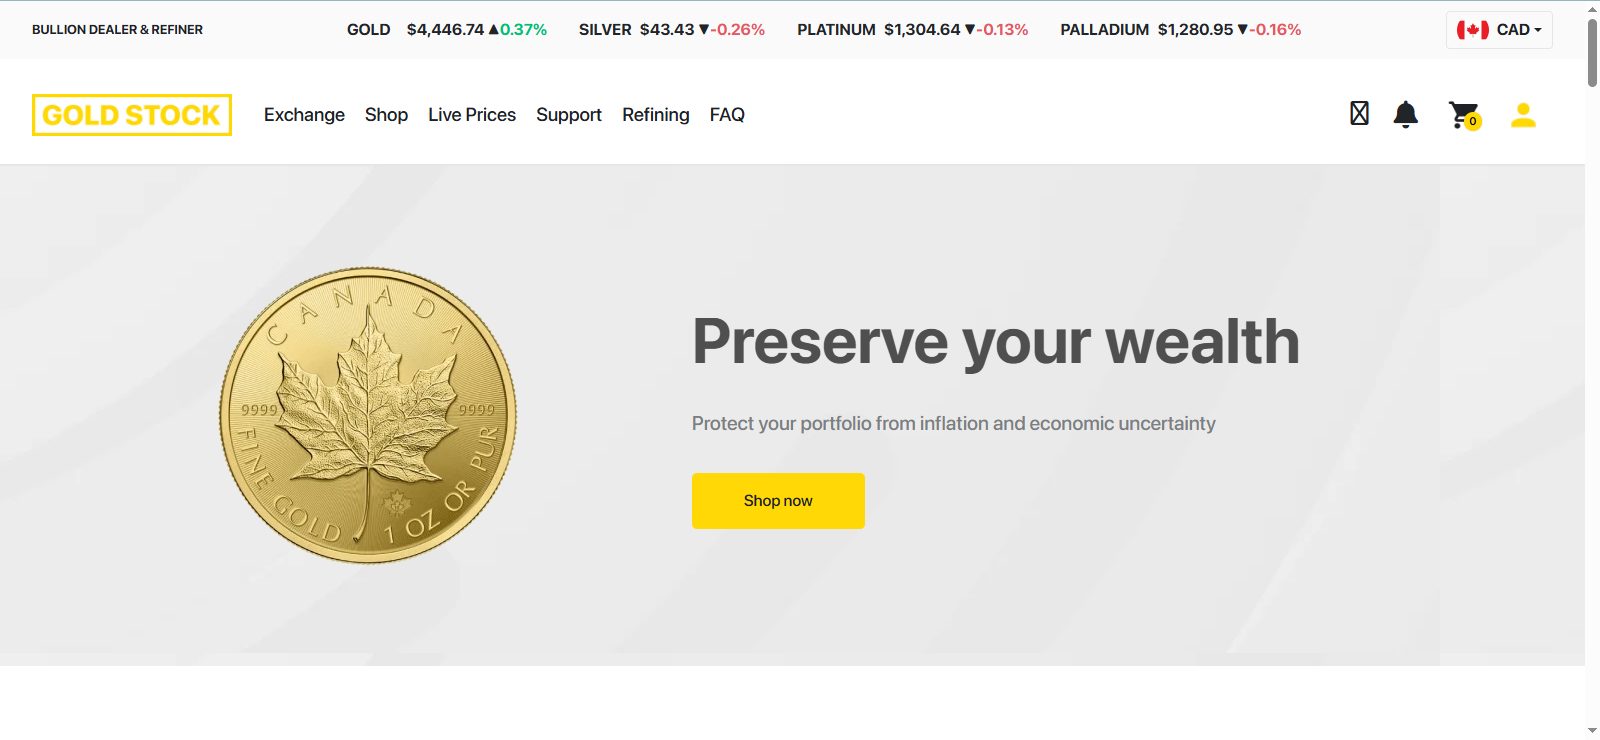 BULLION DEALER & REFINER
GOLD $4,446.74 ▲0.37% SILVER $43.43 ▼-0.26% PLATINUM $1,304.64 ▼-0.13% PALLADIUM $1,280.95 ▼-0.16%
CAD
GOLD STOCK
Exchange Shop Live Prices Support Refining FAQ
0
CANADA
9999 9999
FINE GOLD 1 OZ OR PUR
Preserve your wealth
Protect your portfolio from inflation and economic uncertainty
Shop now